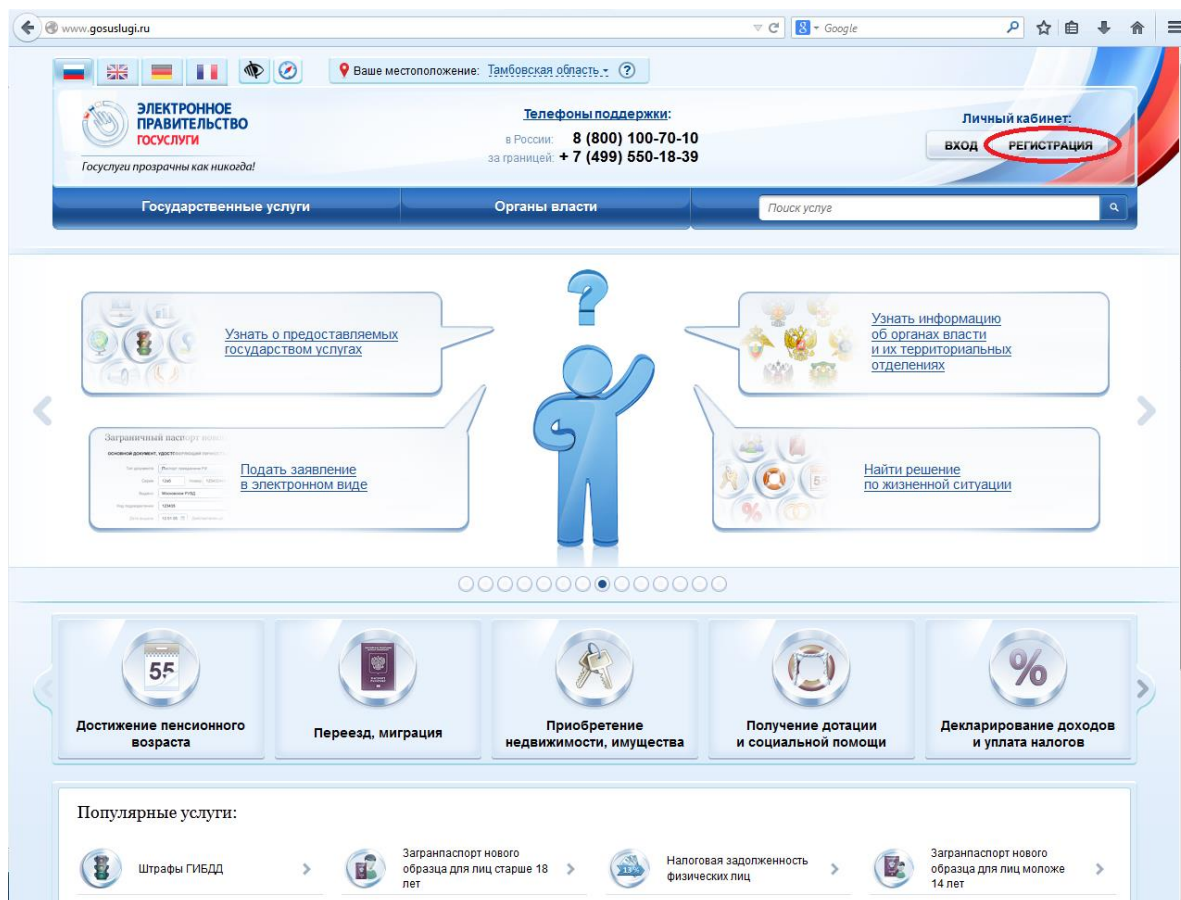 www.gosuslugi.ru
Google
Ваше местоположение: Тамбовская область
?
ЭЛЕКТРОННОЕ
ПРАВИТЕЛЬСТВО
ГОСУСЛУГИ
Госуслуги прозрачны как никогда!
Телефоны поддержки:
в России: 8 (800) 100-70-10
за границей: + 7 (499) 550-18-39
Личный кабинет:
ВХОД РЕГИСТРАЦИЯ
Государственные услуги
Органы власти
Поиск услуг
?
Узнать о предоставляемых
государством услугах
Узнать информацию
об органах власти
и их территориальных
отделениях
Заграничный паспорт
Подать заявление
в электронном виде
Найти решение
по жизненной ситуации
55
%
Достижение пенсионного
возраста
Переезд, миграция
Приобретение
недвижимости, имущества
Получение дотации
и социальной помощи
Декларирование доходов
и уплата налогов
Популярные услуги:
Штрафы ГИБДД
Загранпаспорт нового
образца для лиц старше 18
лет
13%
Налоговая задолженность
физических лиц
Загранпаспорт нового
образца для лиц моложе
14 лет